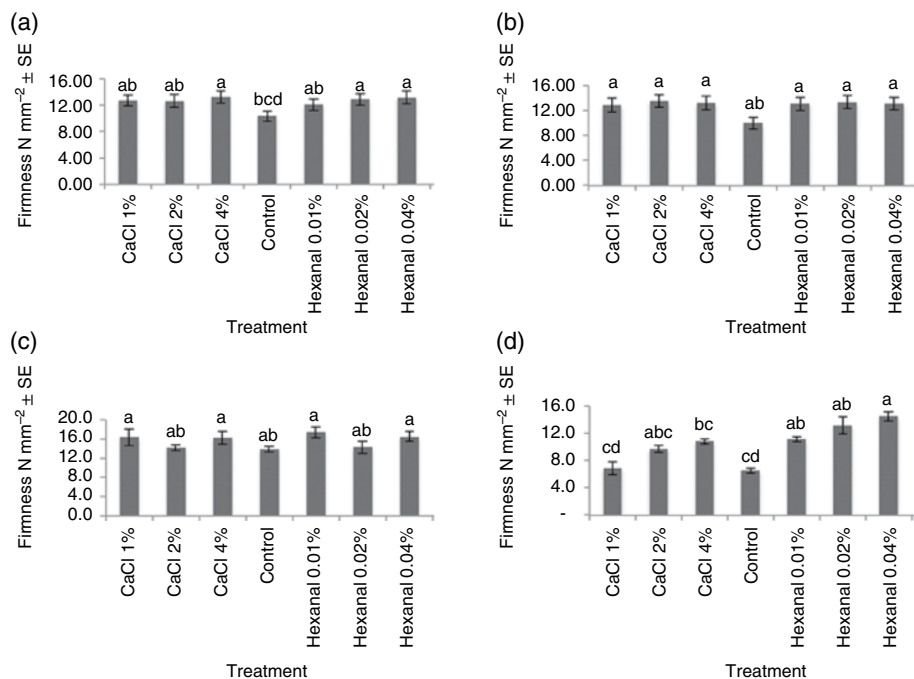 (a)
Firmness N mm⁻² ± SE
16.00
12.00
8.00
4.00
0.00
ab
ab
a
bcd
ab
a
a
CaCl 1%
CaCl 2%
CaCl 4%
Control
Hexanal 0.01%
Hexanal 0.02%
Hexanal 0.04%
Treatment
(b)
Firmness N mm⁻² ± SE
16.00
12.00
8.00
4.00
0.00
a
a
a
ab
a
a
a
CaCl 1%
CaCl 2%
CaCl 4%
Control
Hexanal 0.01%
Hexanal 0.02%
Hexanal 0.04%
Treatment
(c)
Firmness N mm⁻² ± SE
20.0
16.0
12.0
8.0
4.0
0.0
a
ab
a
ab
a
ab
a
CaCl 1%
CaCl 2%
CaCl 4%
Control
Hexanal 0.01%
Hexanal 0.02%
Hexanal 0.04%
Treatment
(d)
Firmness N mm⁻² ± SE
16.0
12.0
8.0
4.0
-
cd
abc
bc
cd
ab
ab
a
CaCl 1%
CaCl 2%
CaCl 4%
Control
Hexanal 0.01%
Hexanal 0.02%
Hexanal 0.04%
Treatment